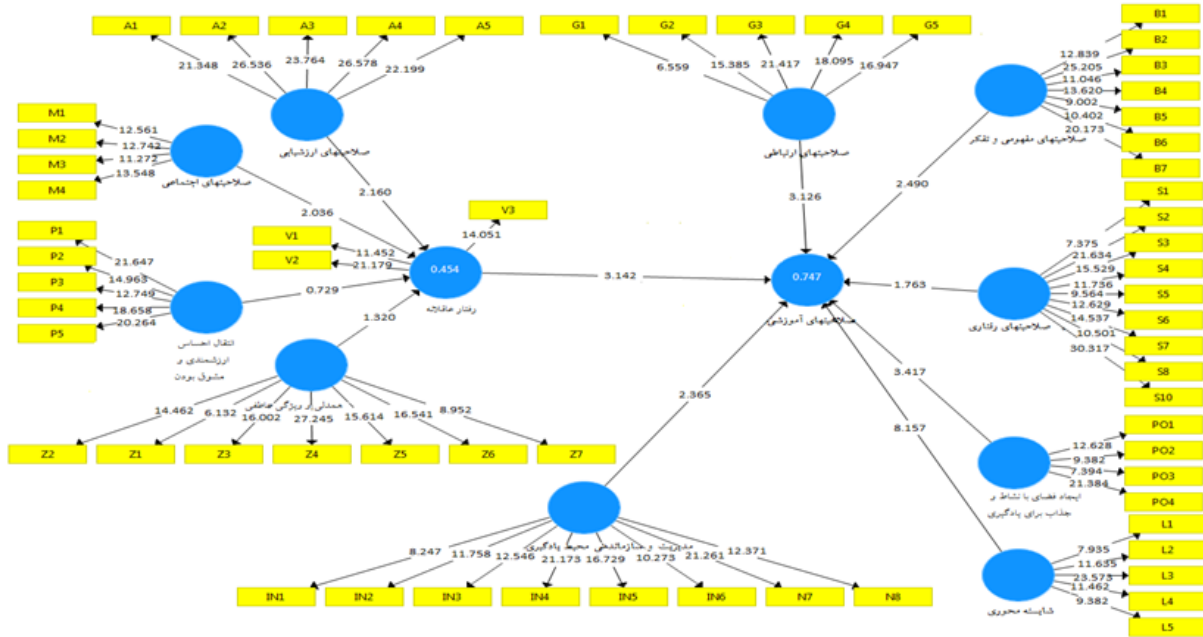 A1 A2 A3 A4 A5
21.348 26.536 23.764 26.578 22.199
صلاحیتهای ارزشیابی
2.160
G1 G2 G3 G4 G5
6.559 15.385 21.417 18.095 16.947
صلاحیتهای ارتباطی
3.126
B1
B2
B3
B4
B5
B6
B7
12.839
25.205
11.046
13.620
9.002
10.402
20.173
صلاحیتهای مفهومی و تفکر
2.490
M1
M2
M3
M4
12.561
12.742
11.272
13.548
صلاحیتهای اجتماعی
2.036
V1
V2
V3
11.452
21.179
14.051
0.454
رفتار عاقلانه
3.142
0.747
صلاحیتهای آموزشی
S1
S2
S3
S4
S5
S6
S7
S8
S10
7.375
21.634
15.529
11.736
9.564
12.629
14.537
10.501
30.317
صلاحیتهای رفتاری
1.763
P1
P2
P3
P4
P5
21.647
14.963
12.749
18.658
20.264
انتقال احساس
ارزشمندی و
مشوق بودن
0.729
1.320
همدلی و ویژگی عاطفی
14.462 6.132 16.002 27.245 15.614 16.541 8.952
Z2 Z1 Z3 Z4 Z5 Z6 Z7
2.365
مدیریت و سازماندهی محیط یادگیری
8.247 11.758 12.546 21.173 16.729 10.273 21.261 12.371
IN1 IN2 IN3 IN4 IN5 IN6 N7 N8
3.417
PO1
PO2
PO3
PO4
12.628
9.382
7.394
21.384
ایجاد فضای با نشاط و
جذاب برای یادگیری
8.157
L1
L2
L3
L4
L5
7.935
11.635
23.573
11.462
9.382
شایسته محوری